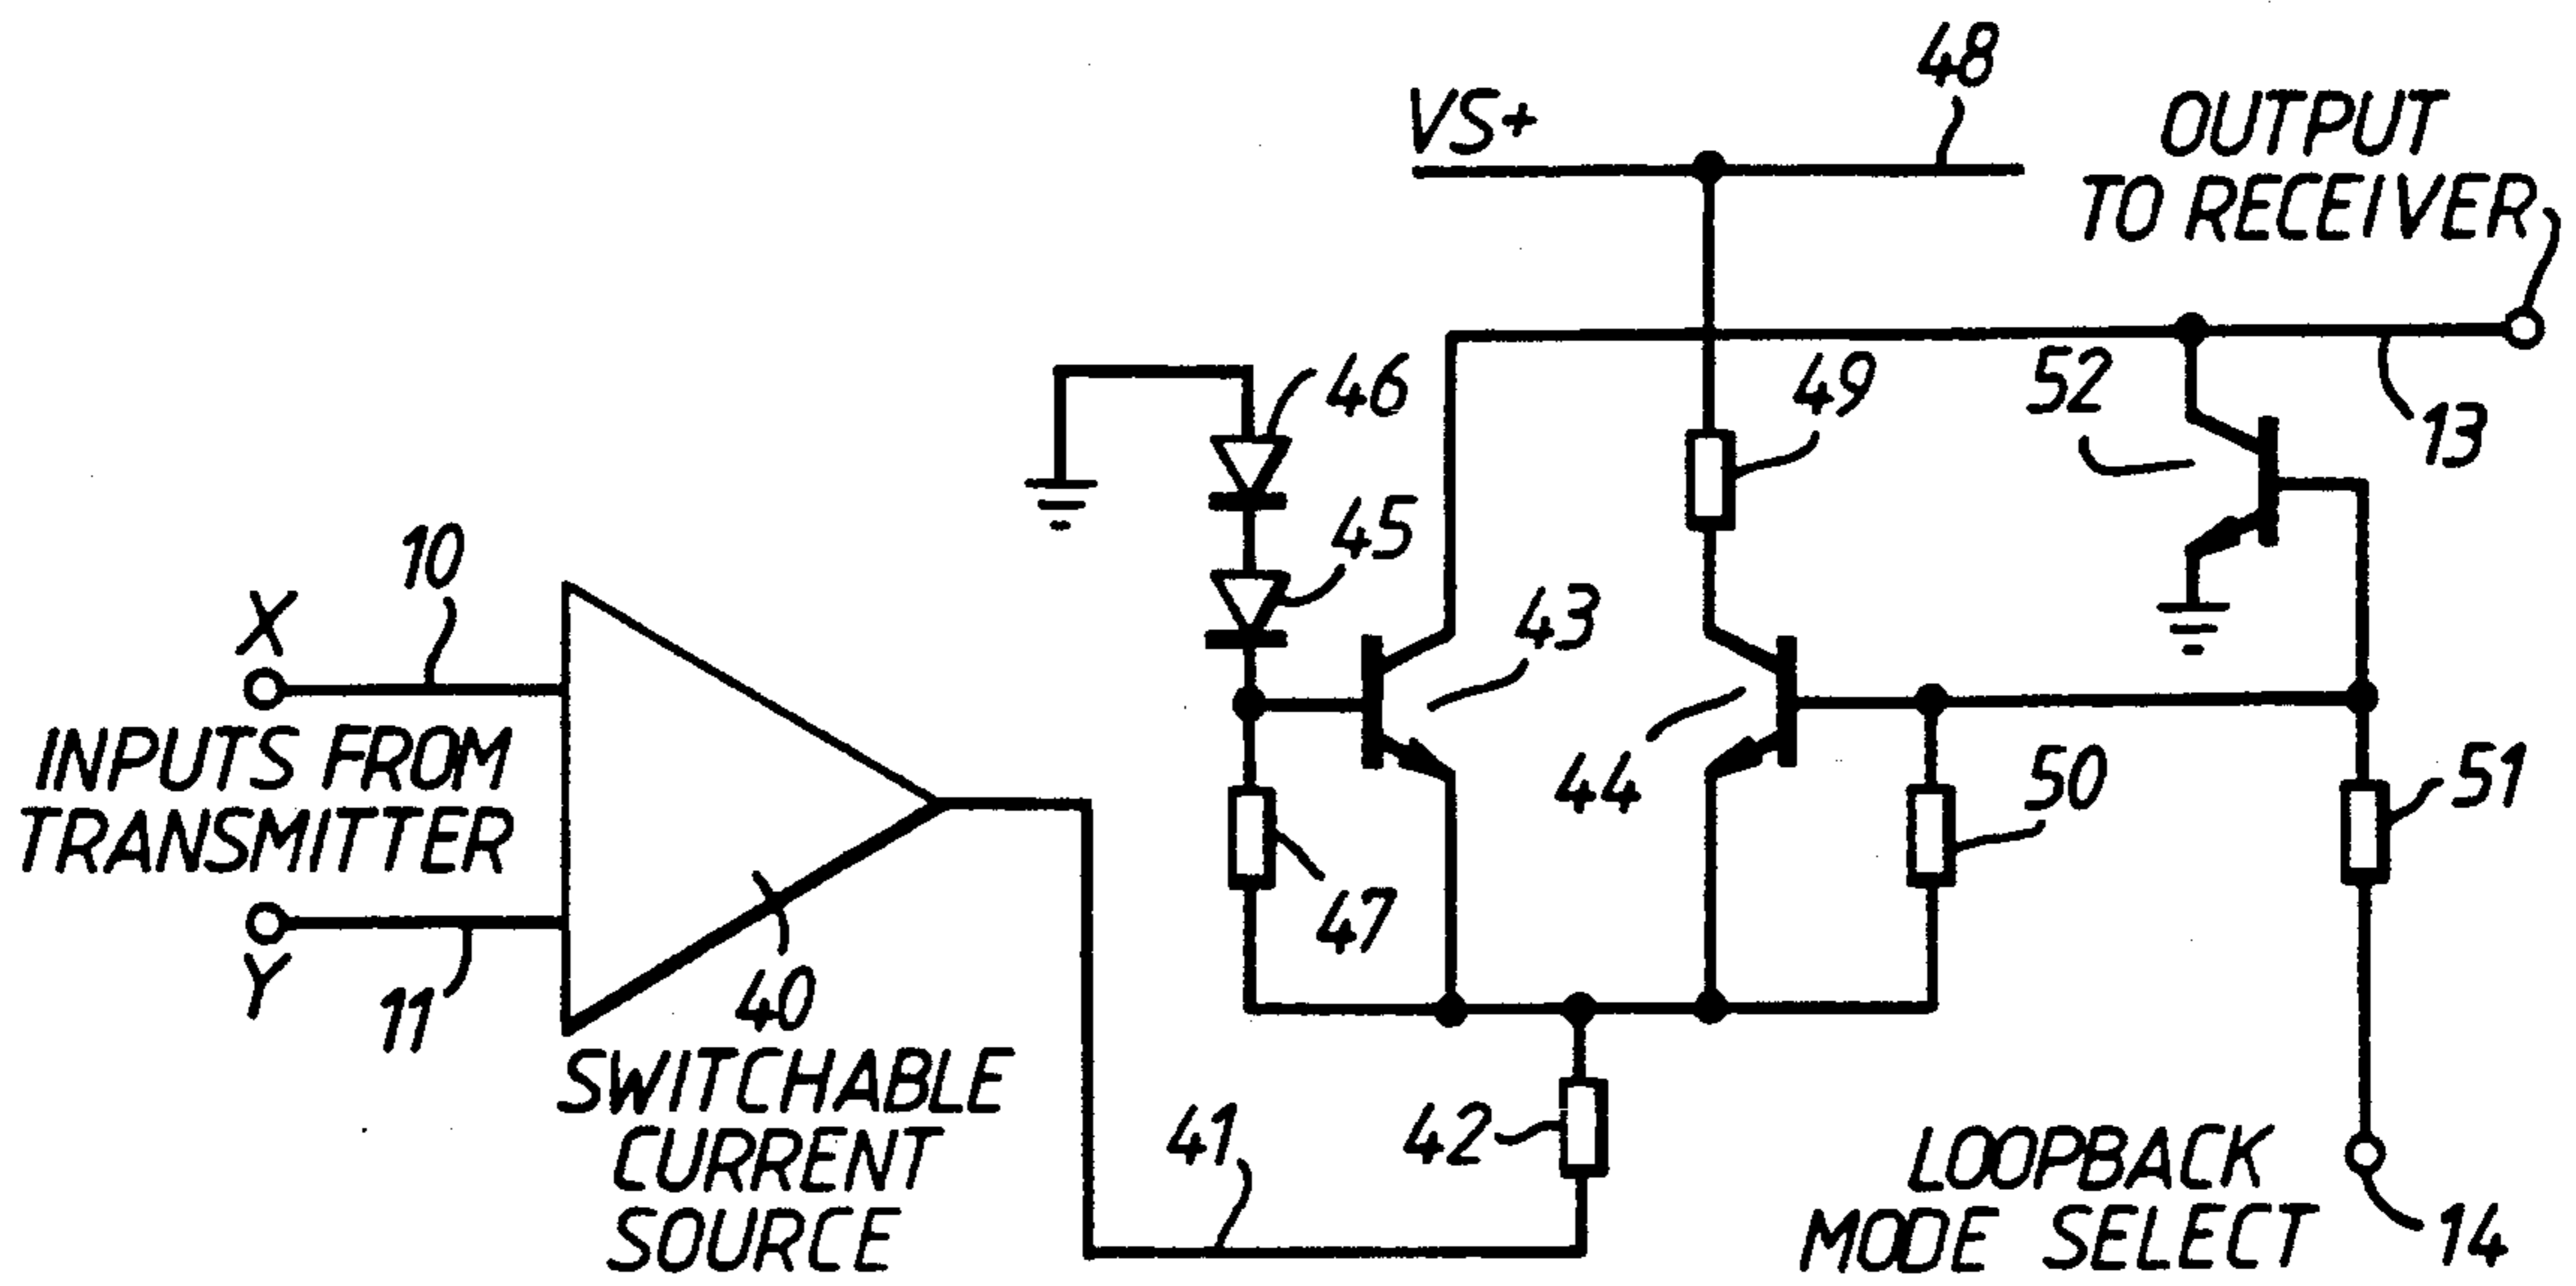 48
VS+
OUTPUT
TO RECEIVER
46
49
52
13
45
10
X
43
INPUTS FROM
TRANSMITTER
44
50
51
47
Y
11
40
SWITCHABLE
CURRENT
SOURCE
41
42
LOOPBACK
MODE SELECT
14